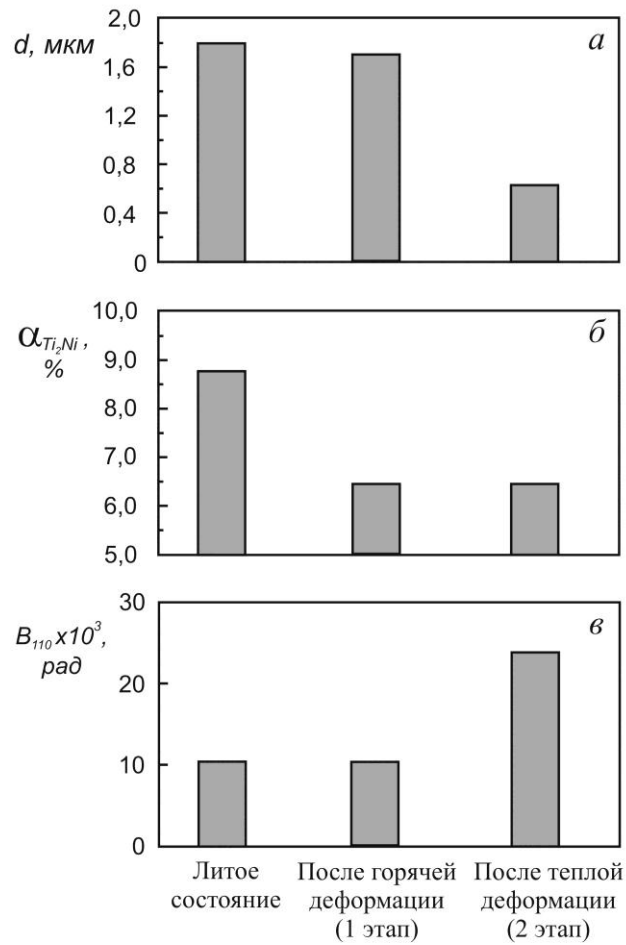 d, мкм
2,0
1,6
1,2
0,8
0,4
0
а
α Ti₂Ni ,
%
10,0
9,0
8,0
7,0
6,0
5,0
б
B₁₁₀x10³,
рад
30
20
10
0
в
Литое
состояние
После горячей
деформации
(1 этап)
После теплой
деформации
(2 этап)